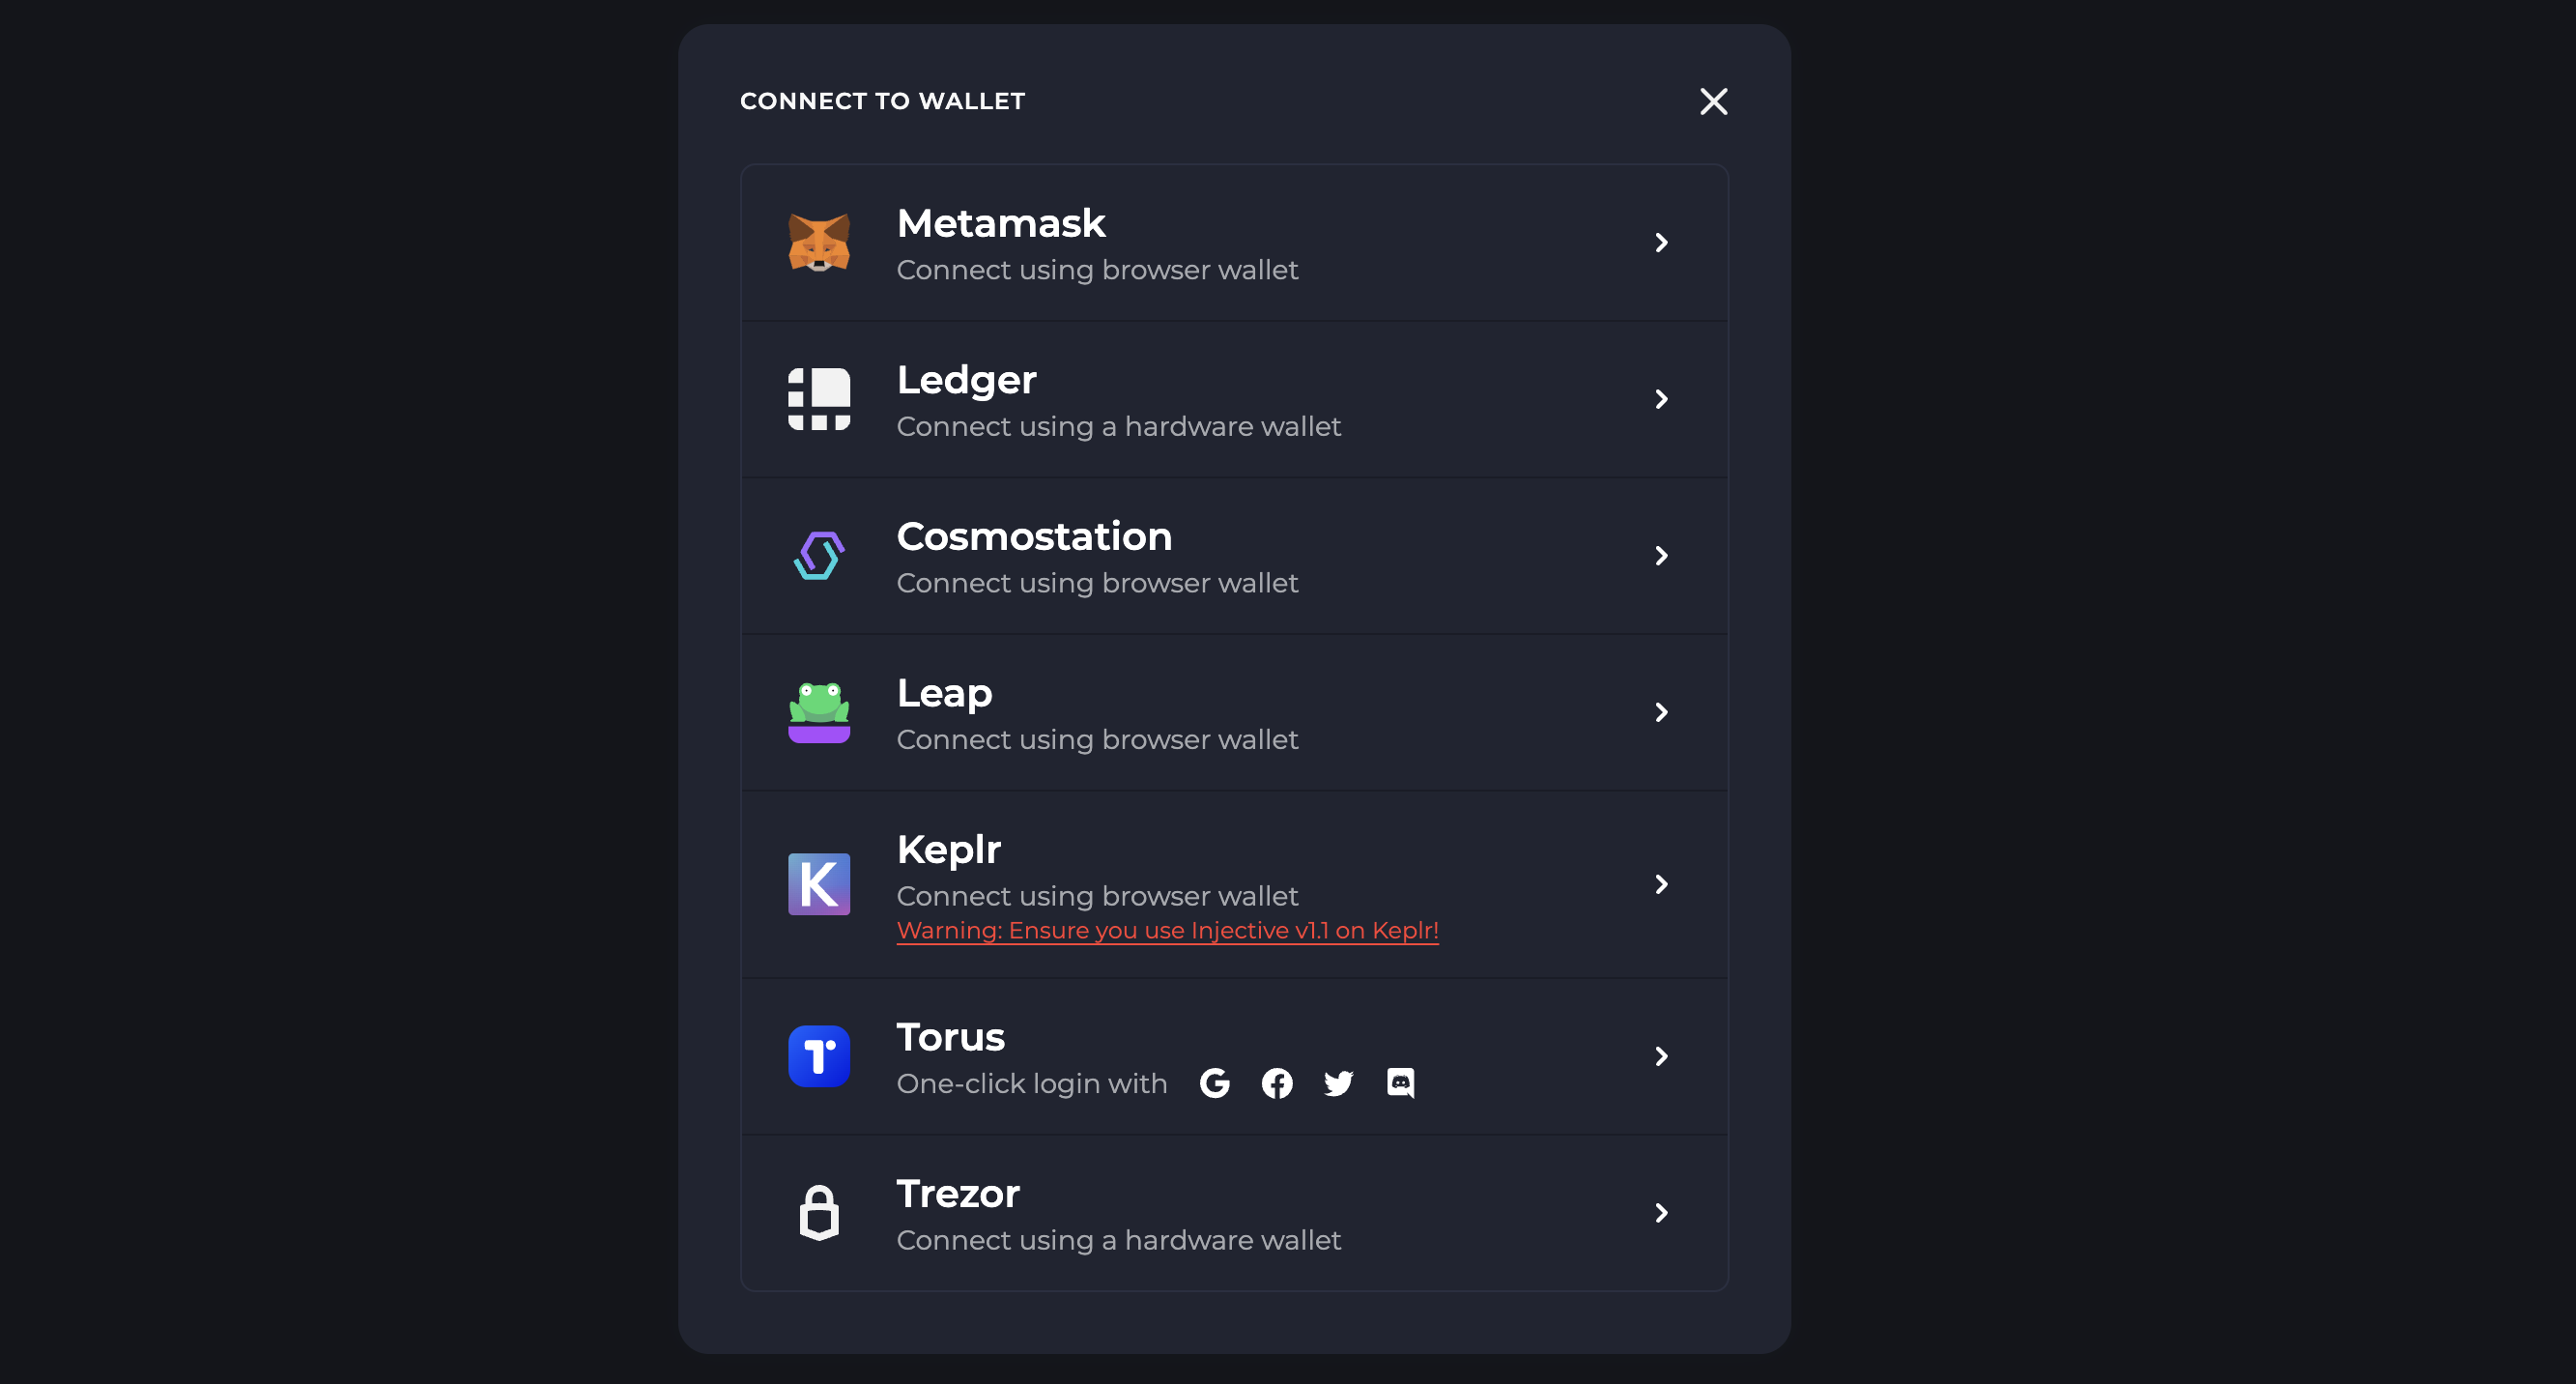 CONNECT TO WALLET
Metamask
Connect using browser wallet
Ledger
Connect using a hardware wallet
Cosmostation
Connect using browser wallet
Leap
Connect using browser wallet
K
Keplr
Connect using browser wallet
Warning: Ensure you use Injective v1.1 on Keplr!
Torus
One-click login with
Trezor
Connect using a hardware wallet